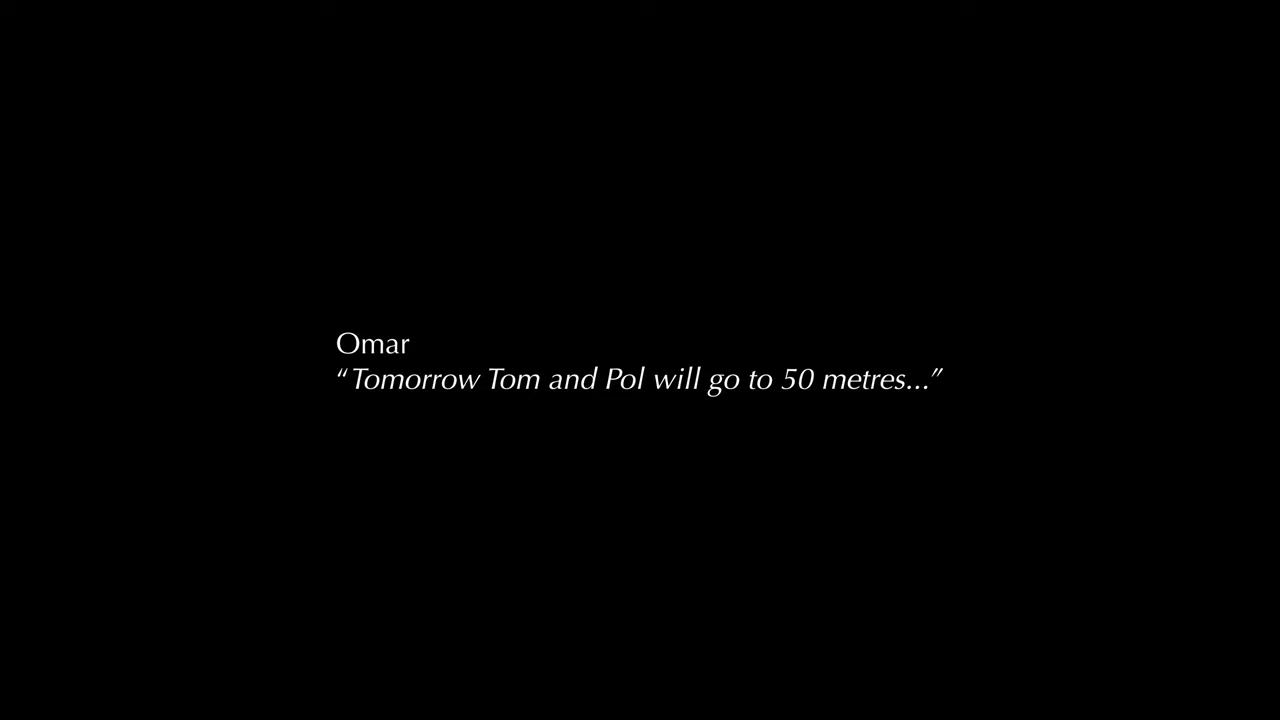 Omar
“Tomorrow Tom and Pol will go to 50 metres...”